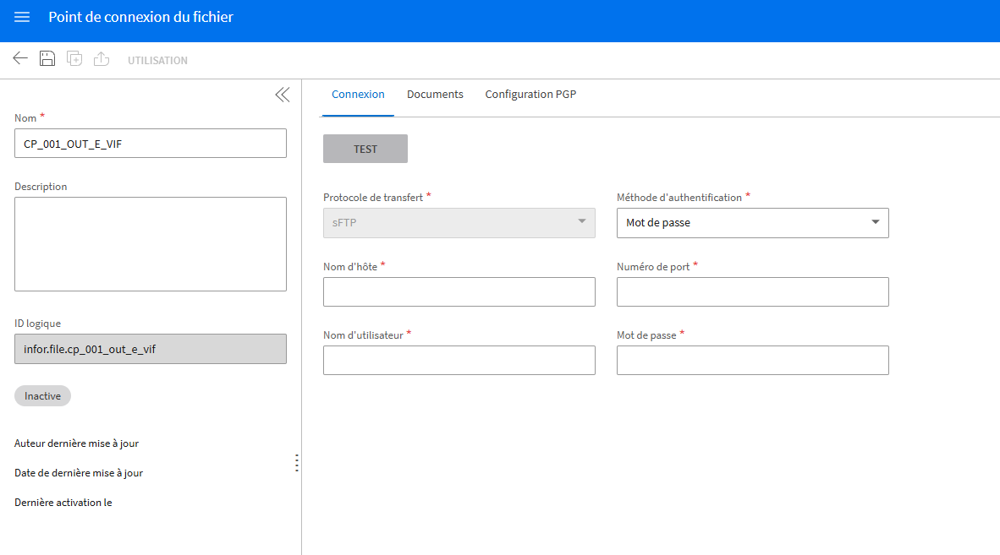 Point de connexion du fichier
UTILISATION
Nom *
CP_001_OUT_E_VIF
Description
ID logique
infor.file.cp_001_out_e_vif
Inactive
Auteur dernière mise à jour
Date de dernière mise à jour
Dernière activation le
Connexion Documents Configuration PGP
TEST
Protocole de transfert * Méthode d'authentification *
sFTP Mot de passe
Nom d'hôte * Numéro de port *
Nom d'utilisateur * Mot de passe *